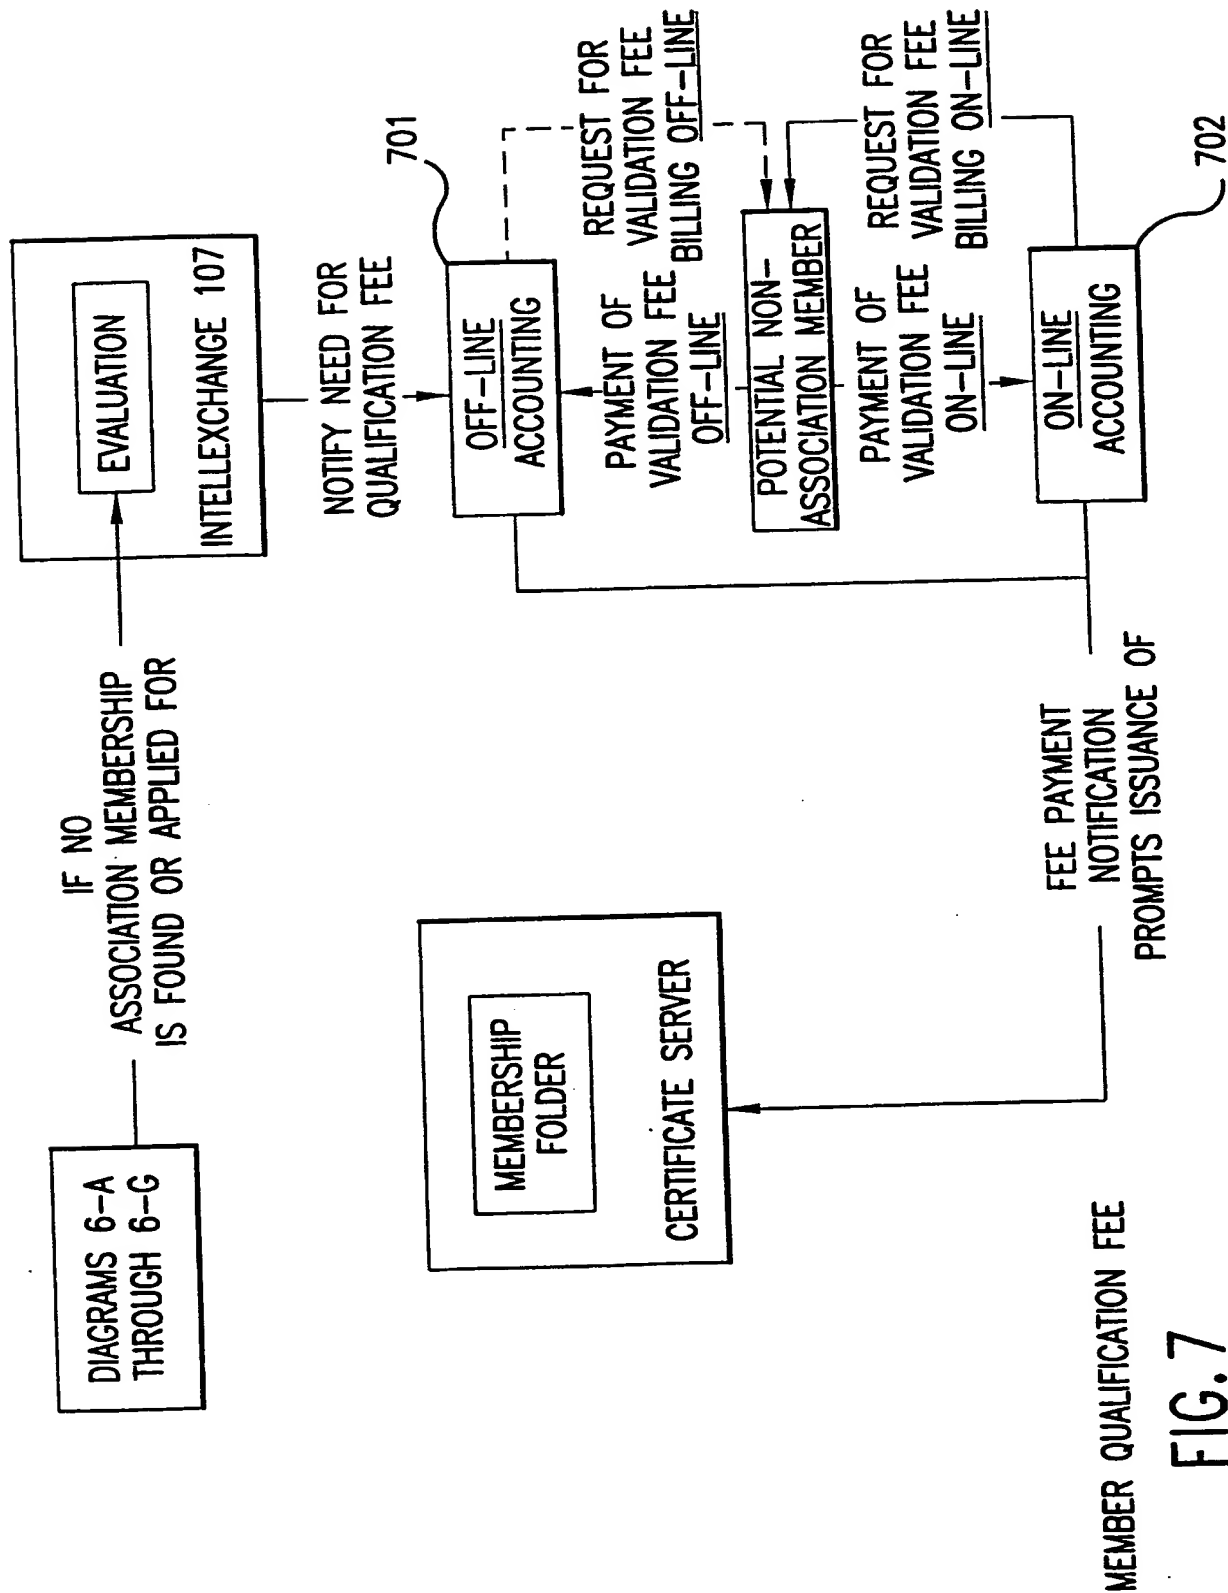 DIAGRAMS 6-A
THROUGH 6-G
IF NO
ASSOCIATION MEMBERSHIP
IS FOUND OR APPLIED FOR
EVALUATION
INTELLEXCHANGE 107
NOTIFY NEED FOR
QUALIFICATION FEE
701
OFF-LINE
ACCOUNTING
REQUEST FOR
VALIDATION FEE
BILLING OFF-LINE
PAYMENT OF
VALIDATION FEE
OFF-LINE
POTENTIAL NON-
ASSOCIATION MEMBER
REQUEST FOR
VALIDATION FEE
BILLING ON-LINE
PAYMENT OF
VALIDATION FEE
ON-LINE
ON-LINE
ACCOUNTING
702
MEMBERSHIP
FOLDER
CERTIFICATE SERVER
FEE PAYMENT
NOTIFICATION
PROMPTS ISSUANCE OF
MEMBER QUALIFICATION FEE
FIG. 7